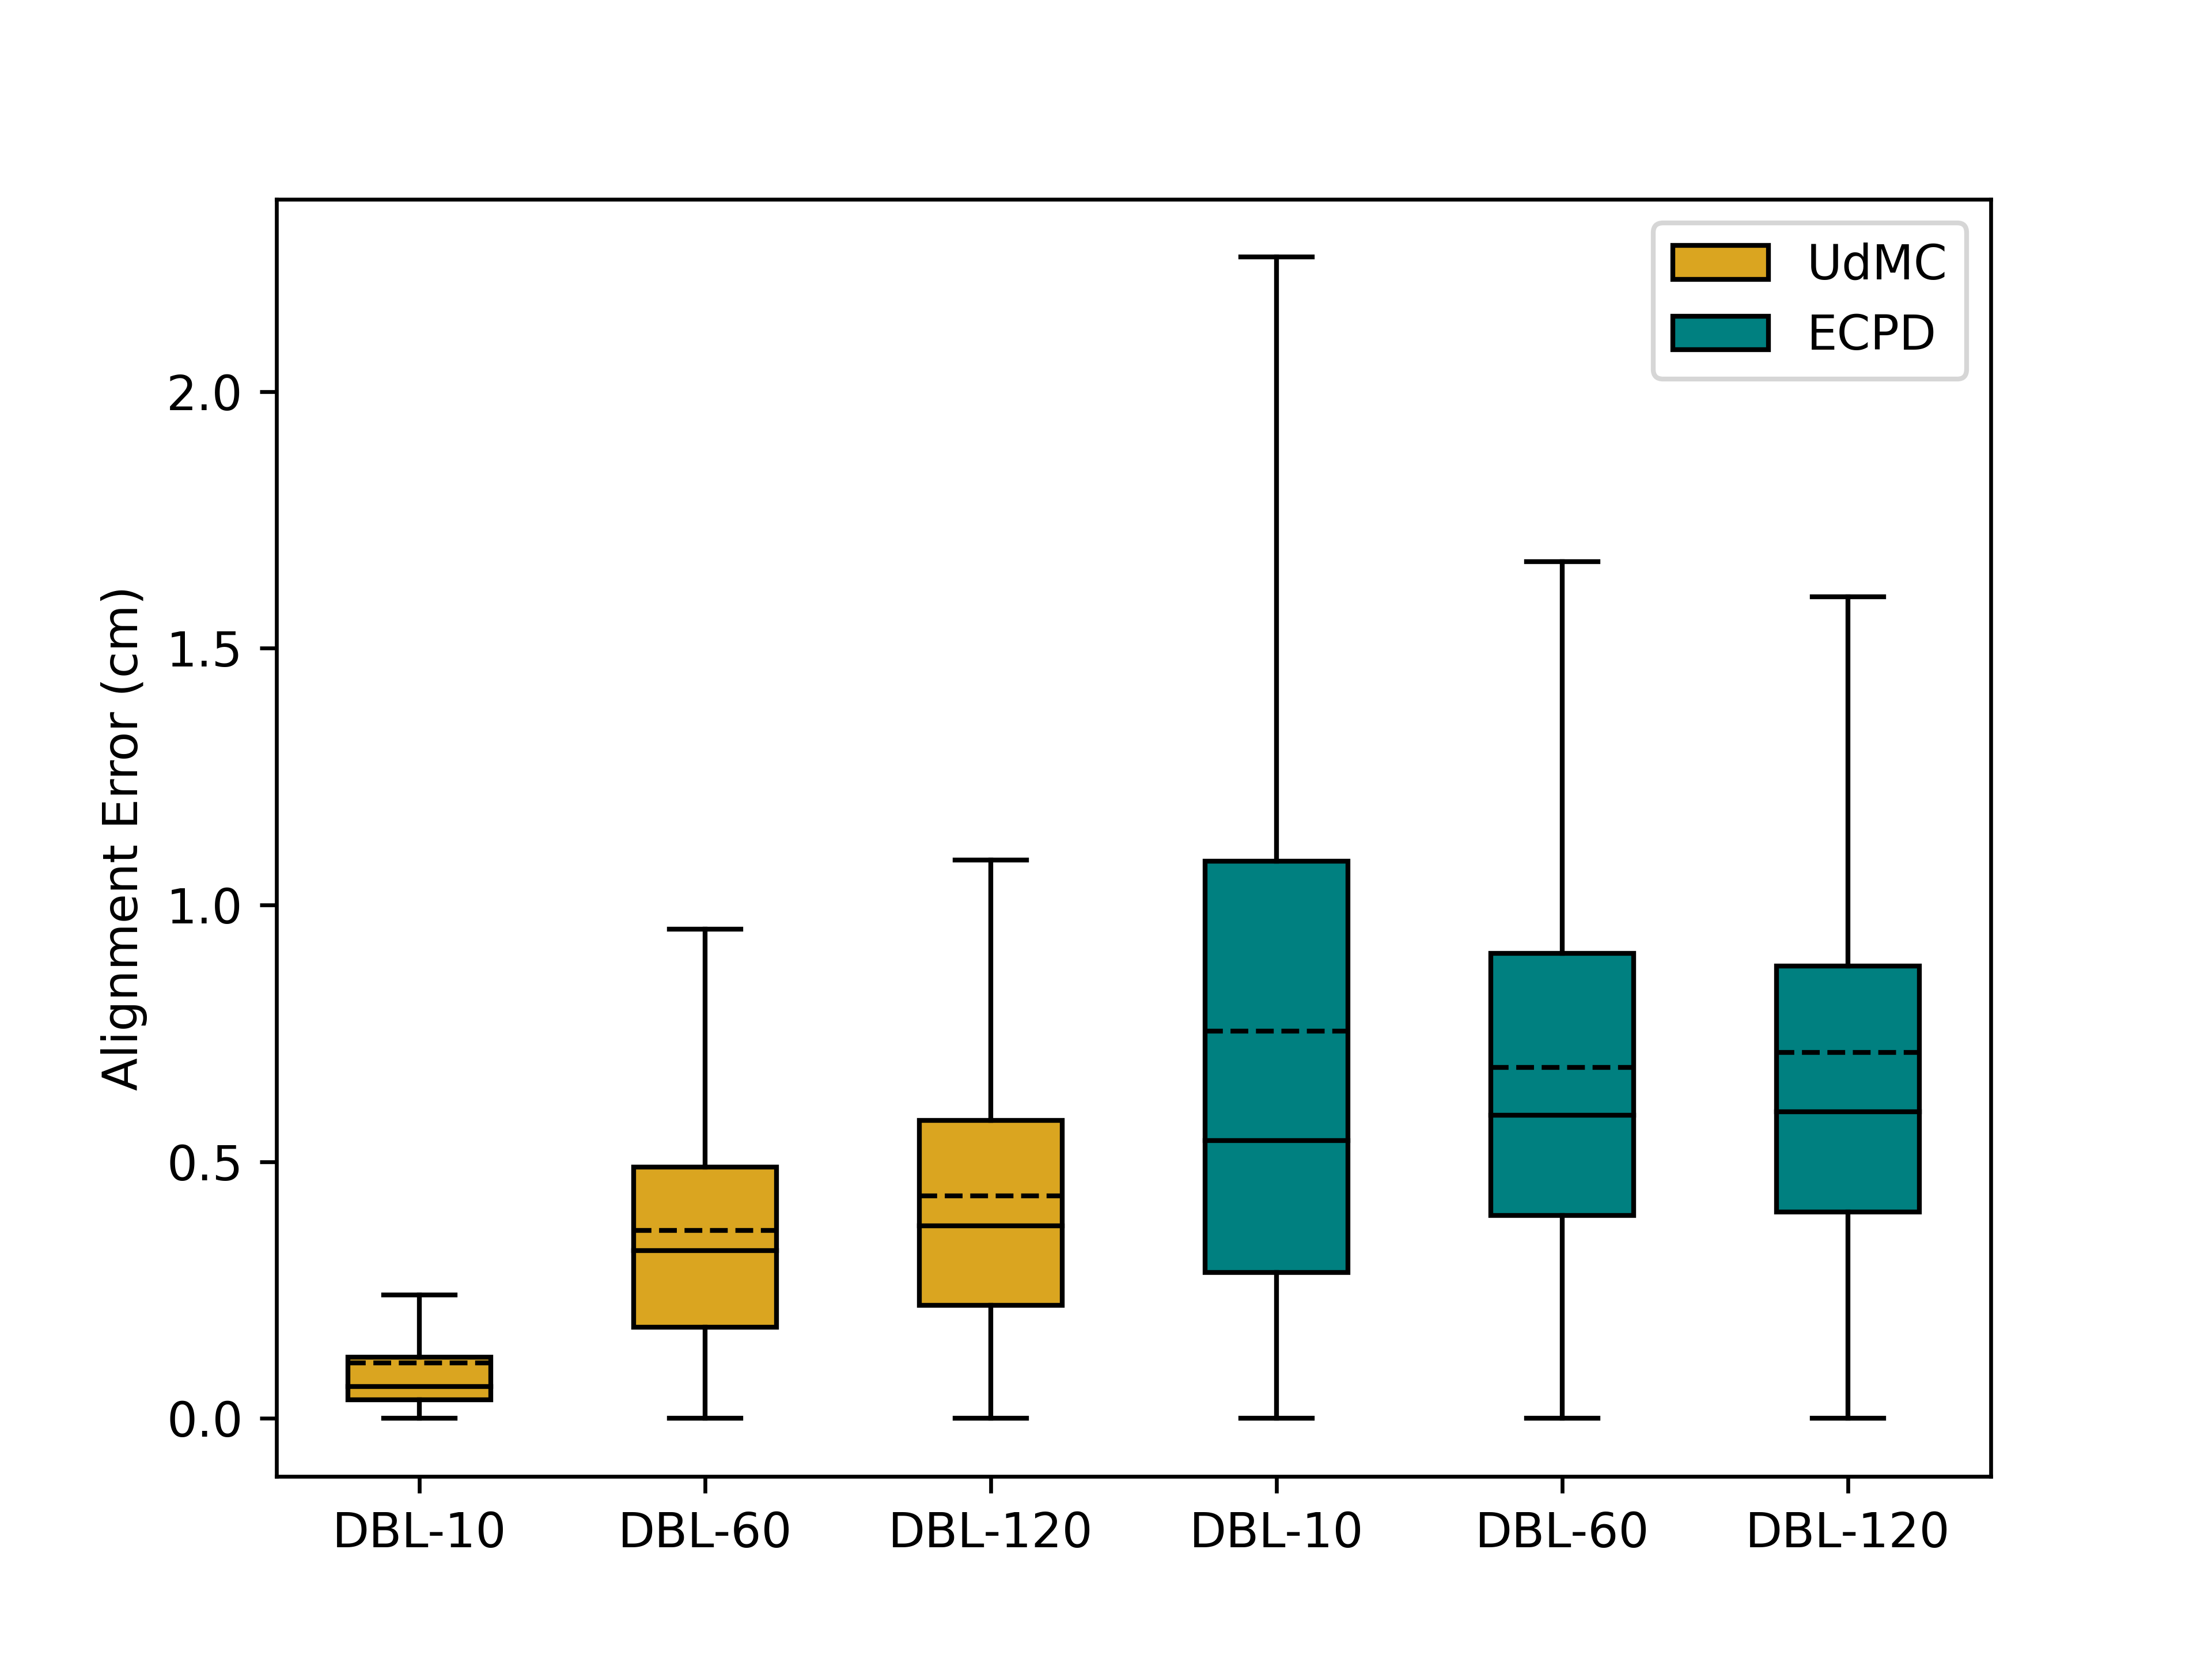 UdMC
ECPD
Alignment Error (cm)
2.0
1.5
1.0
0.5
0.0
DBL-10 DBL-60 DBL-120 DBL-10 DBL-60 DBL-120